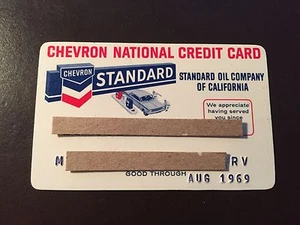 CHEVRON NATIONAL CREDIT CARD
CHEVRON
STANDARD
STANDARD OIL COMPANY
OF CALIFORNIA
We appreciate
having served
you since
M RV
GOOD THROUGH
AUG 1969